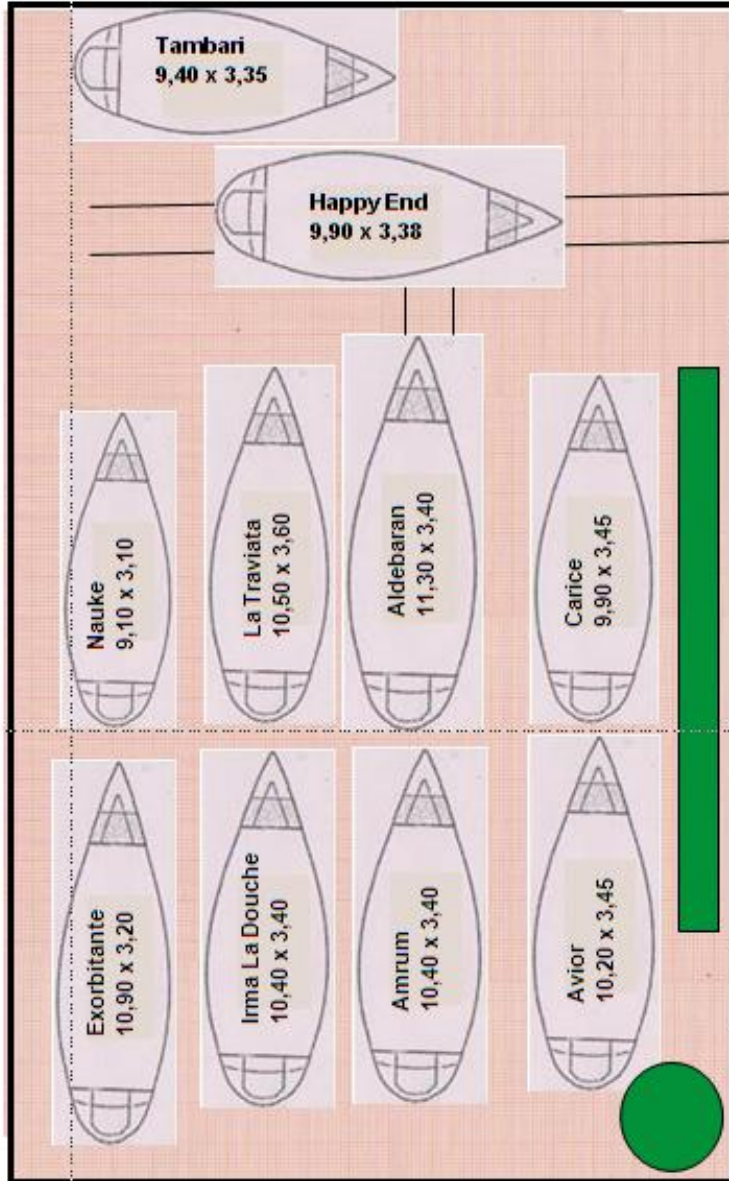 Tambari
9,40 x 3,35
Happy End
9,90 x 3,38
Nauke
9,10 x 3,10
La Traviata
10,50 x 3,60
Aldebaran
11,30 x 3,40
Carice
9,90 x 3,45
Exorbitante
10,90 x 3,20
Irma La Douche
10,40 x 3,40
Amrum
10,40 x 3,40
Avior
10,20 x 3,45